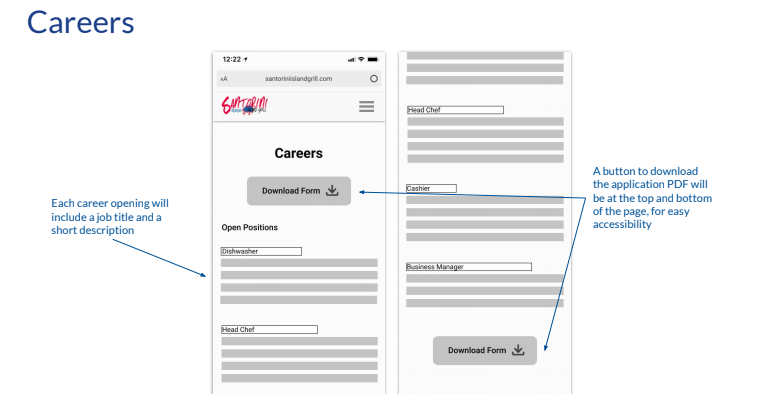 Careers
12:22
AA
santoriniislandgrill.com
SANTORINI
Careers
Download Form
Open Positions
Dishwasher
Head Chef
Head Chef
Cashier
Business Manager
Download Form
Each career opening will
include a job title and a
short description
A button to download
the application PDF will
be at the top and bottom
of the page, for easy
accessibility